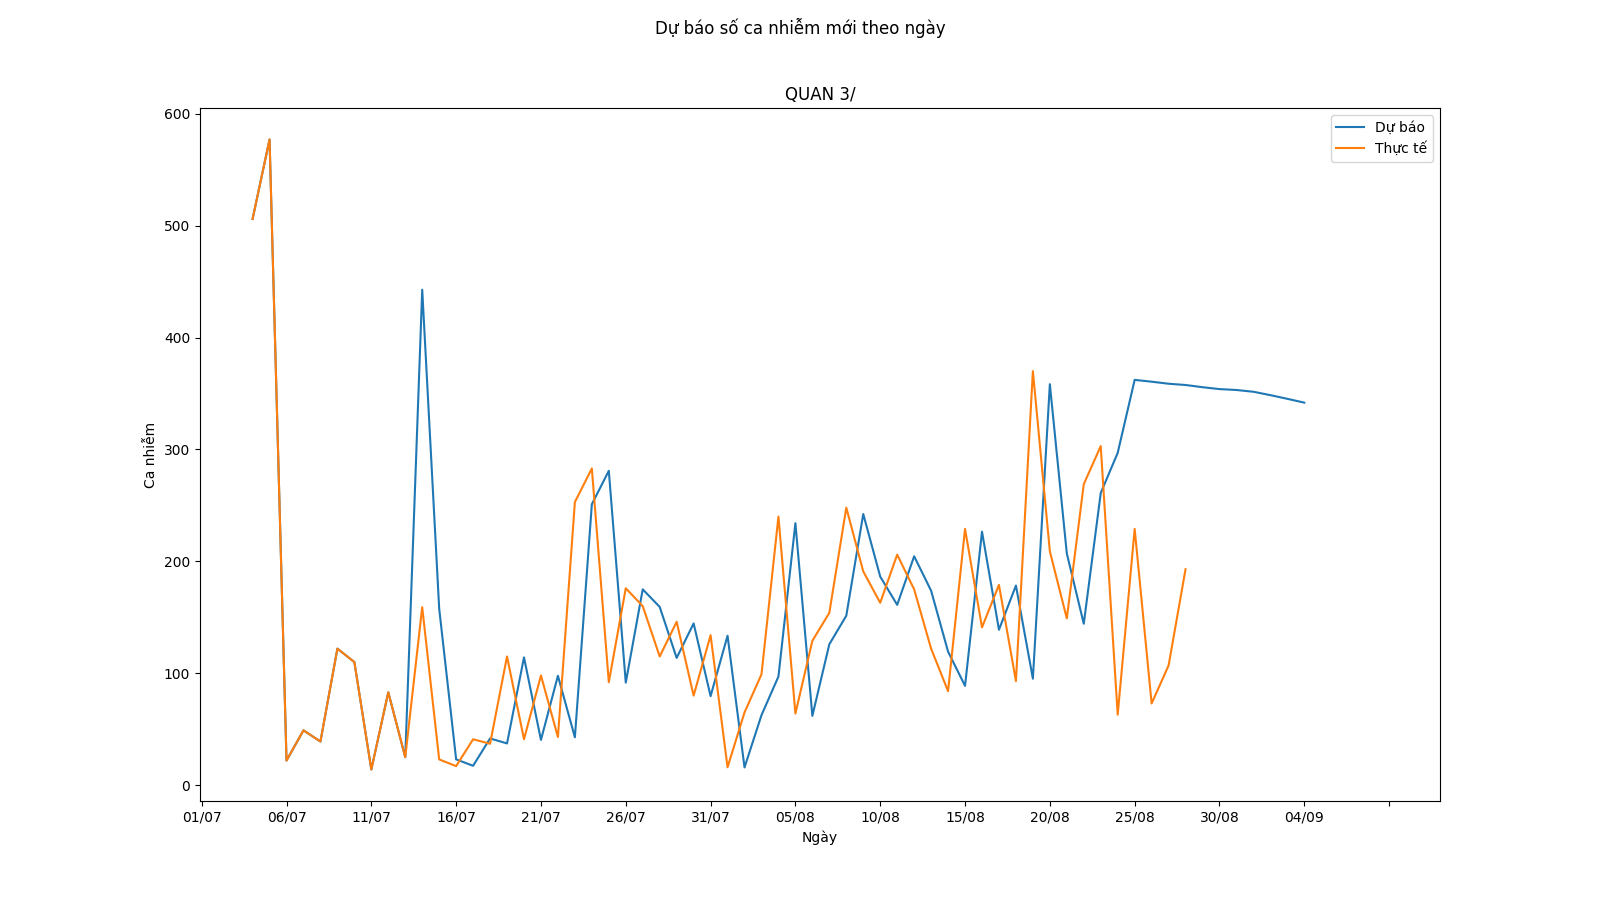 Dự báo số ca nhiễm mới theo ngày
QUAN 3/
600
500
400
300
200
100
0
Ca nhiễm
Dự báo
Thực tế
01/07 06/07 11/07 16/07 21/07 26/07 31/07 05/08 10/08 15/08 20/08 25/08 30/08 04/09
Ngày